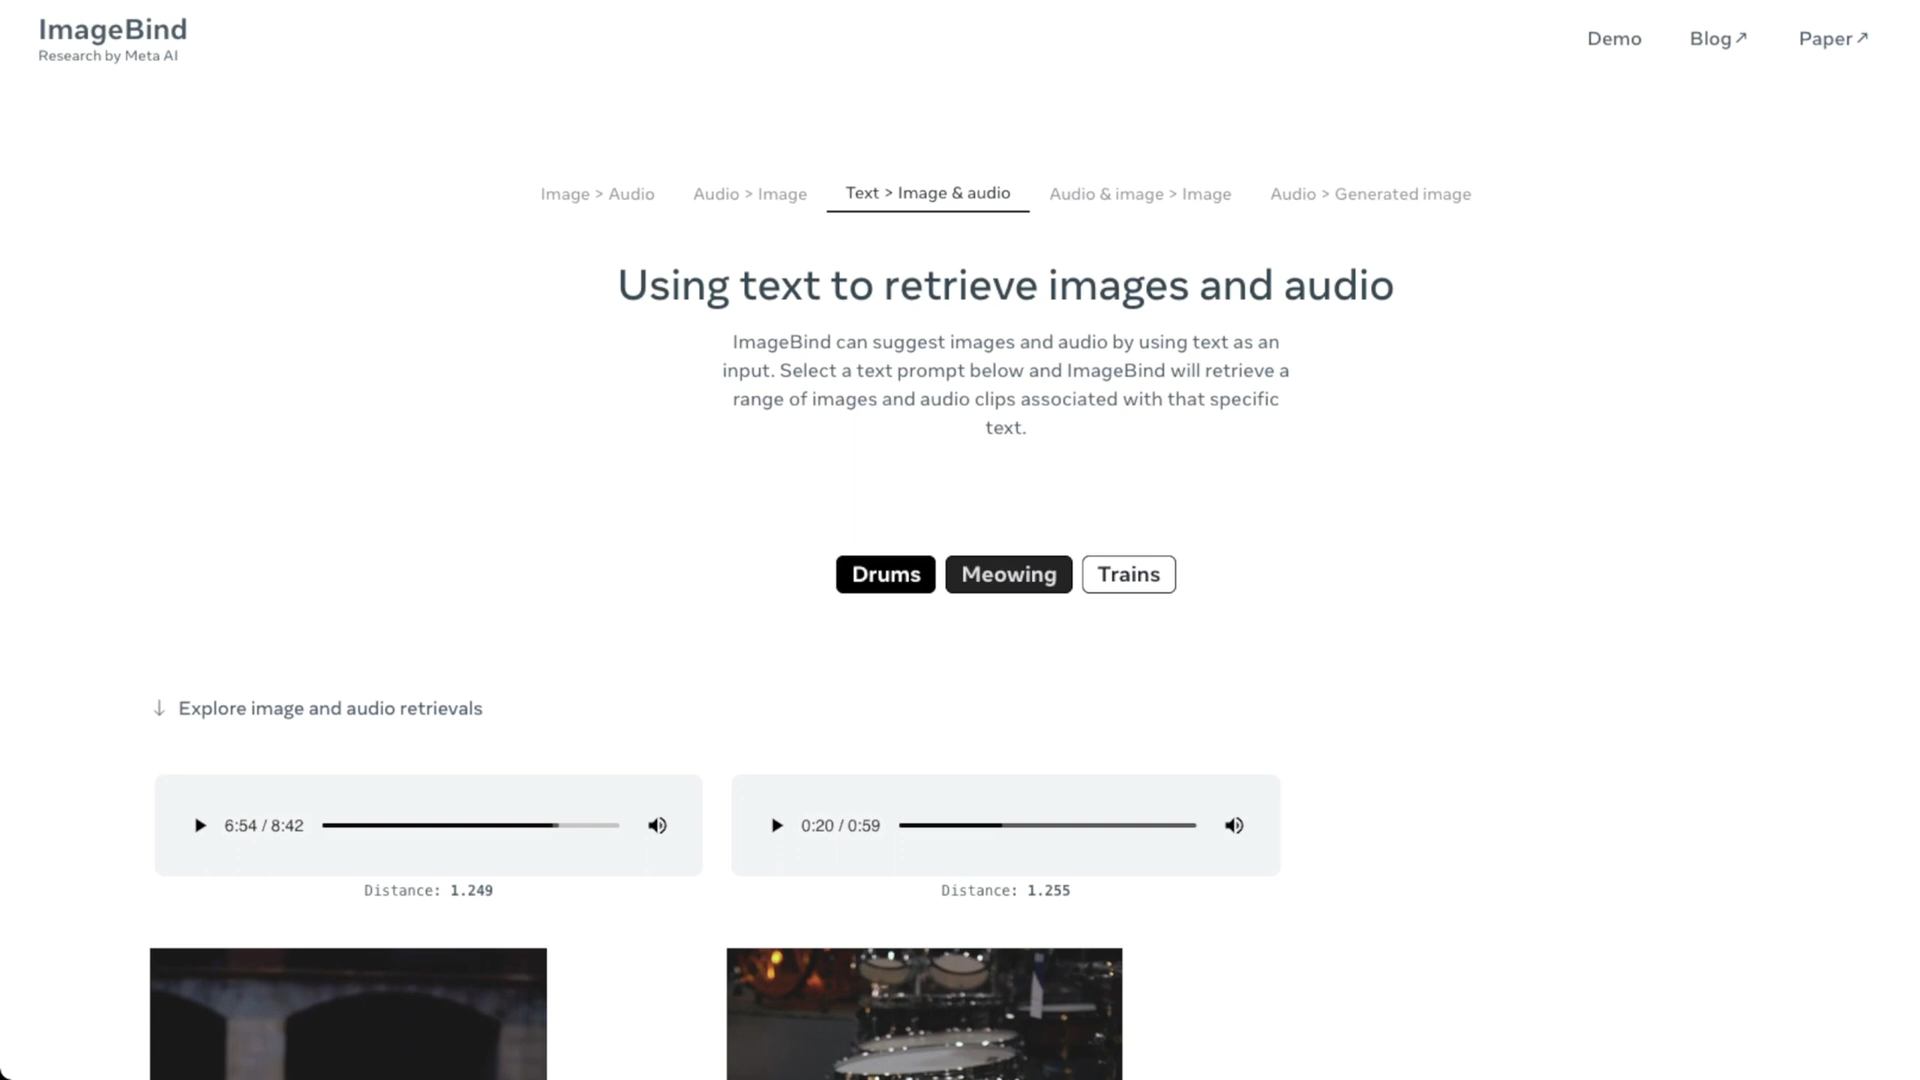 ImageBind
Research by Meta AI
Demo
Blog↗
Paper↗
Image > Audio
Audio > Image
Text > Image & audio
Audio & image > Image
Audio > Generated image
Using text to retrieve images and audio
ImageBind can suggest images and audio by using text as an
input. Select a text prompt below and ImageBind will retrieve a
range of images and audio clips associated with that specific
text.
Drums
Meowing
Trains
↓ Explore image and audio retrievals
6:54 / 8:42
0:20 / 0:59
Distance: 1.249
Distance: 1.255